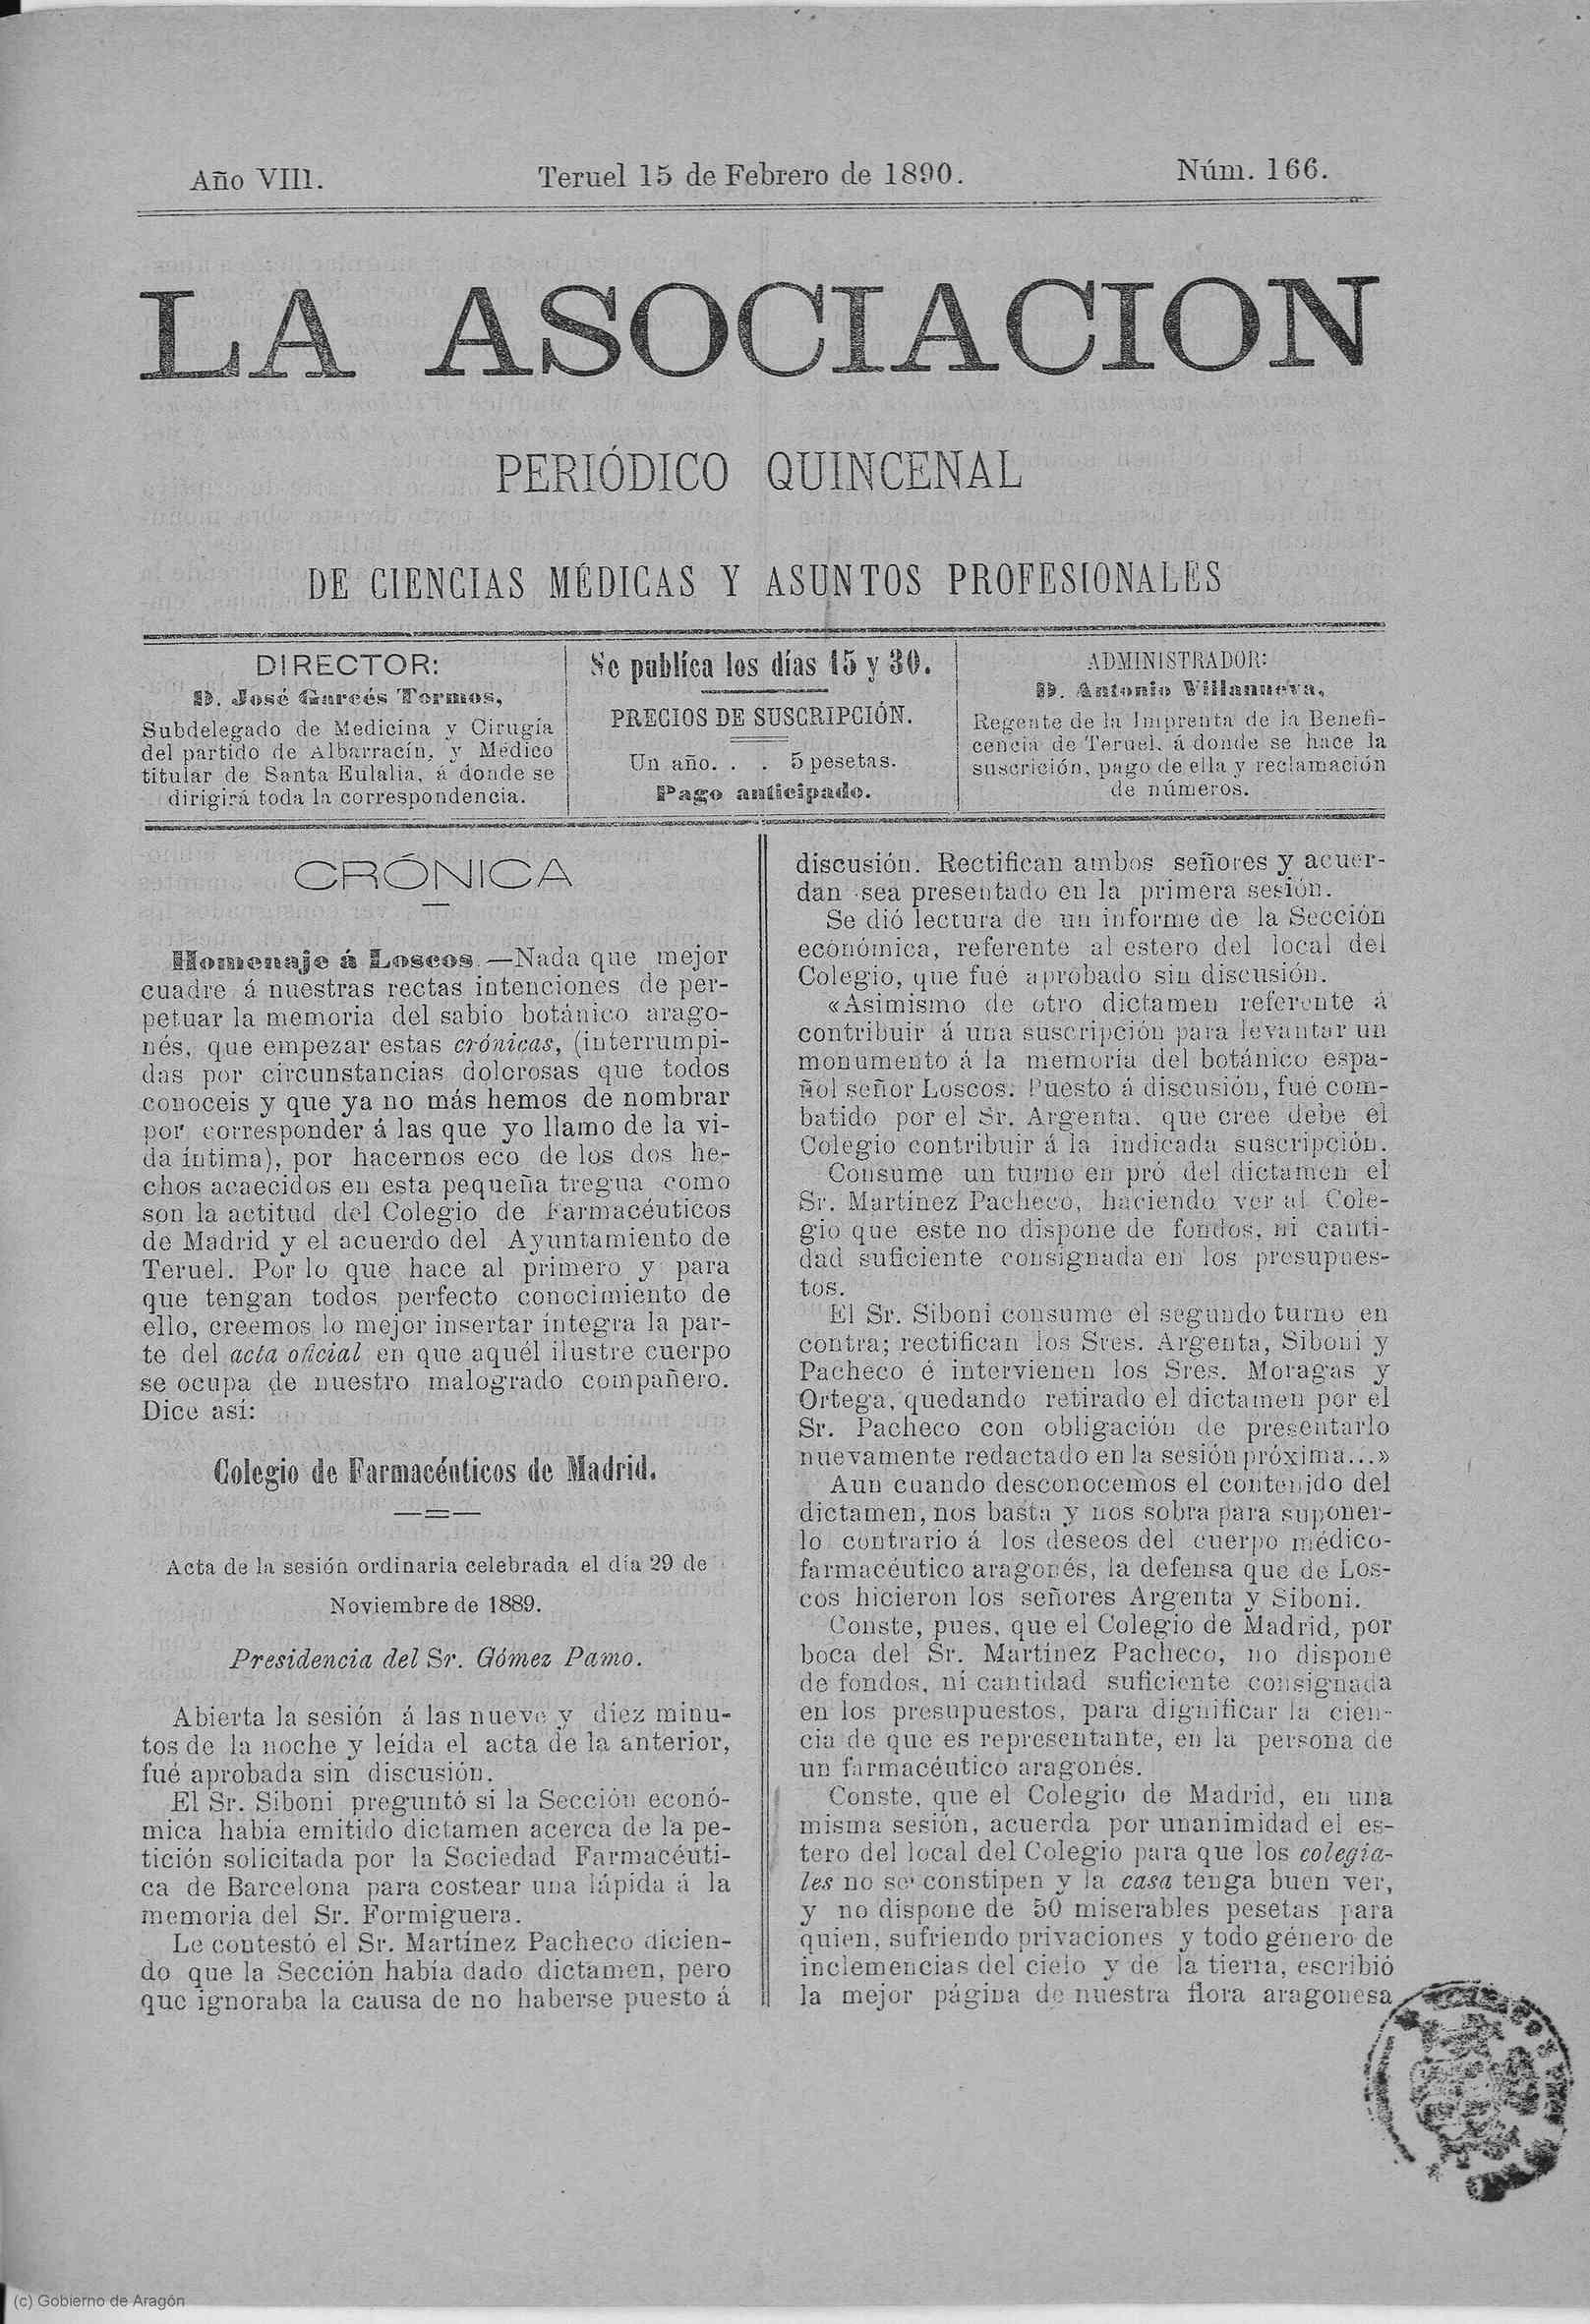 Año VIII.
Teruel 15 de Febrero de 1890.
Núm. 166.
LA ASOCIACION
PERIÓDICO QUINCENAL
DE CIENCIAS MÉDICAS Y ASUNTOS PROFESIONALES
DIRECTOR:
D. José Garcés Tormos,
Subdelegado de Medicina y Cirugía
del partido de Albarracín, y Médico
titular de Santa Eulalia, á donde se
dirigirá toda la correspondencia.
Se publica los días 15 y 30.
PRECIOS DE SUSCRIPCIÓN.
Un año. . . 5 pesetas.
Pago anticipado.
ADMINISTRADOR:
D. Antonio Villanueva,
Regente de la Imprenta de la Benefi-
cencia de Teruel, á donde se hace la
suscrición, pago de ella y reclamación
de números.
CRÓNICA
Homenaje á Loscos.—Nada que mejor
cuadre á nuestras rectas intenciones de per-
petuar la memoria del sabio botánico arago-
nés, que empezar estas crónicas, (interrumpi-
das por circunstancias dolorosas que todos
conoceis y que ya no más hemos de nombrar
por corresponder á las que yo llamo de la vi-
da íntima), por hacernos eco de los dos he-
chos acaecidos en esta pequeña tregua como
son la actitud del Colegio de Farmacéuticos
de Madrid y el acuerdo del Ayuntamiento de
Teruel. Por lo que hace al primero y para
que tengan todos perfecto conocimiento de
ello, creemos lo mejor insertar integra la par-
te del acta oficial en que aquél ilustre cuerpo
se ocupa de nuestro malogrado compañero.
Dice así:
Colegio de Farmacéuticos de Madrid.
Acta de la sesión ordinaria celebrada el día 29 de
Noviembre de 1889.
Presidencia del Sr. Gómez Pamo.
Abierta la sesión á las nueve y diez minu-
tos de la noche y leída el acta de la anterior,
fué aprobada sin discusión.
El Sr. Siboni preguntó si la Sección econó-
mica había emitido dictamen acerca de la pe-
tición solicitada por la Sociedad Farmacéuti-
ca de Barcelona para costear una lápida á la
memoria del Sr. Formiguera.
Le contestó el Sr. Martínez Pacheco dicien-
do que la Sección había dado dictamen, pero
que ignoraba la causa de no haberse puesto á
discusión. Rectifican ambos señores y acuer-
dan sea presentado en la primera sesión.
Se dió lectura de un informe de la Sección
económica, referente al estero del local del
Colegio, que fué aprobado sin discusión.
«Asimismo de otro dictamen referente á
contribuir á una suscripción para levantar un
monumento á la memoria del botánico espa-
ñol señor Loscos. Puesto á discusión, fué com-
batido por el Sr. Argenta. que cree debe el
Colegio contribuir á la indicada suscripción.
Consume un turno en pró del dictamen el
Sr. Martinez Pacheco, haciendo ver al Cole-
gio que este no dispone de fondos, ni canti-
dad suficiente consignada en los presupues-
tos.
El Sr. Siboni consume el segundo turno en
contra; rectifican los Sres. Argenta, Siboni y
Pacheco é intervienen los Sres. Moragas y
Ortega, quedando retirado el dictamen por el
Sr. Pacheco con obligación de presentarlo
nuevamente redactado en la sesión próxima...»
Aun cuando desconocemos el contenido del
dictamen, nos basta y nos sobra para suponer-
lo contrario á los deseos del cuerpo médico-
farmacéutico aragonés, la defensa que de Los-
cos hicieron los señores Argenta y Siboni.
Conste, pues, que el Colegio de Madrid, por
boca del Sr. Martínez Pacheco, no dispone
de fondos, ni cantidad suficiente consignada
en los presupuestos, para dignificar la cien-
cia de que es representante, en la persona de
un farmacéutico aragonés.
Conste, que el Colegio de Madrid, en una
misma sesión, acuerda por unanimidad el es-
tero del local del Colegio para que los colegia-
les no se constipen y la casa tenga buen ver,
y no dispone de 50 miserables pesetas para
quien, sufriendo privaciones y todo género de
inclemencias del cielo y de la tierra, escribió
la mejor página de nuestra flora aragonesa
(c) Gobierno de Aragón